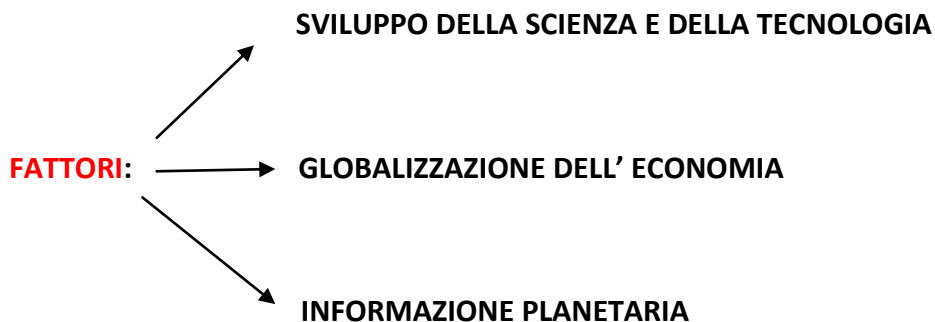 SVILUPPO DELLA SCIENZA E DELLA TECNOLOGIA
FATTORI:
GLOBALIZZAZIONE DELL' ECONOMIA
INFORMAZIONE PLANETARIA